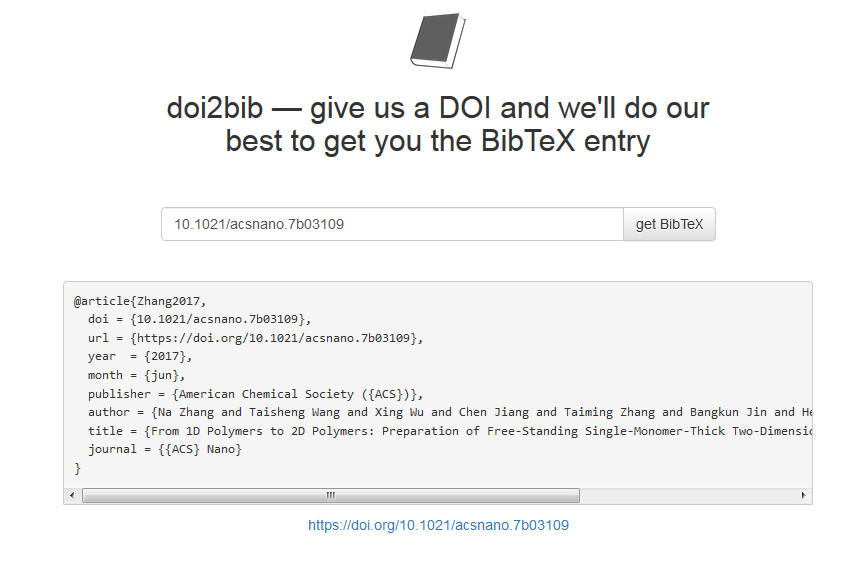 doi2bib — give us a DOI and we'll do our
best to get you the BibTeX entry
10.1021/acsnano.7b03109
get BibTeX
@article{Zhang2017,
  doi = {10.1021/acsnano.7b03109},
  url = {https://doi.org/10.1021/acsnano.7b03109},
  year  = {2017},
  month = {jun},
  publisher = {American Chemical Society ({ACS})},
  author = {Na Zhang and Taisheng Wang and Xing Wu and Chen Jiang and Taiming Zhang and Bangkun Jin and
  title = {From 1D Polymers to 2D Polymers: Preparation of Free-Standing Single-Monomer-Thick
  journal = {{ACS} Nano}
}
https://doi.org/10.1021/acsnano.7b03109